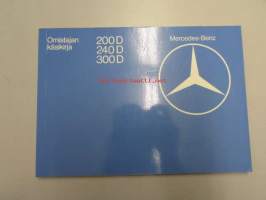 Omistajan
käsikirja
200 D
240 D
300 D
Mercedes-Benz